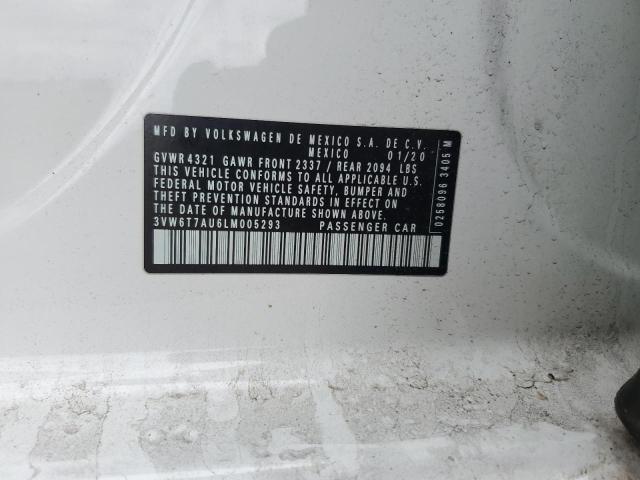 MFD BY VOLKSWAGEN DE MEXICO S.A. DE C.V.
MEXICO 01/20
GVWR 4321 GAWR FRONT 2337 / REAR 2094 LBS
THIS VEHICLE CONFORMS TO ALL APPLICABLE U.S.
FEDERAL MOTOR VEHICLE SAFETY, BUMPER AND
THEFT PREVENTION STANDARDS IN EFFECT ON
THE DATE OF MANUFACTURE SHOWN ABOVE.
3VW6T7AU6LM005293 PASSENGER CAR
0258096 3405 M